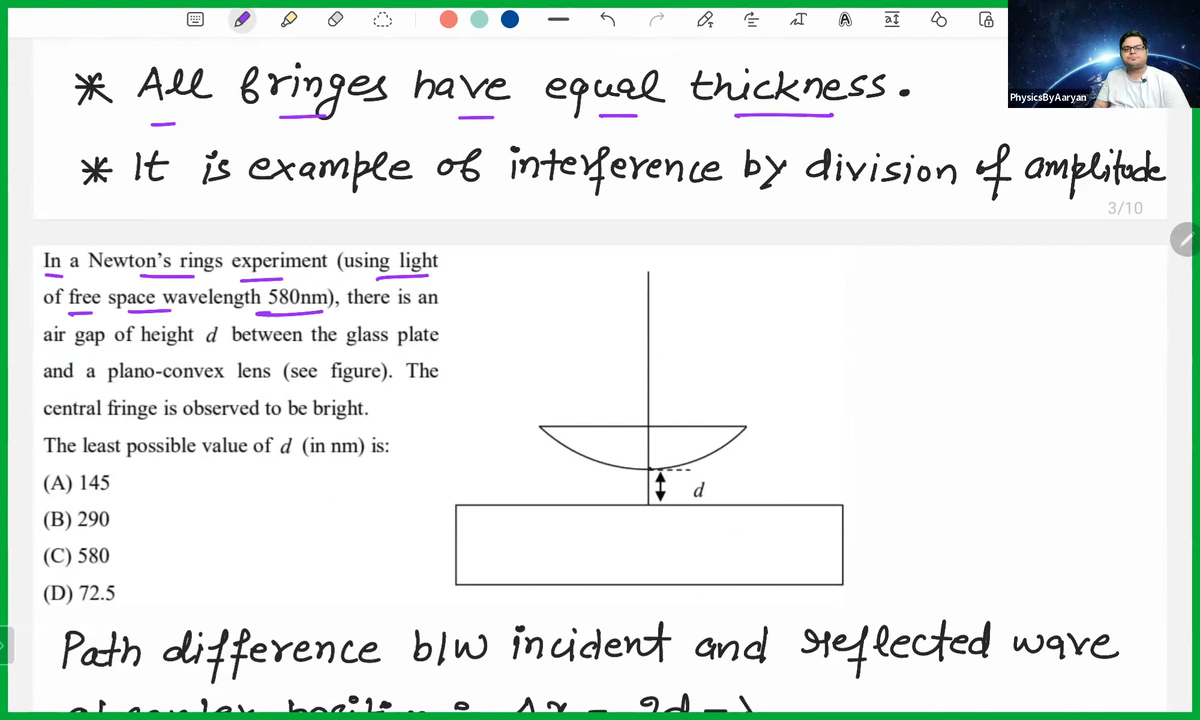 PhysicsByAaryan
* All fringes have equal thickness.
* It is example of interference by division of amplitude
3/10
In a Newton's rings experiment (using light
of free space wavelength 580nm), there is an
air gap of height d between the glass plate
and a plano-convex lens (see figure). The
central fringe is observed to be bright.
The least possible value of d (in nm) is:
(A) 145
(B) 290
(C) 580
(D) 72.5
d
Path difference b/w incident and reflected wave